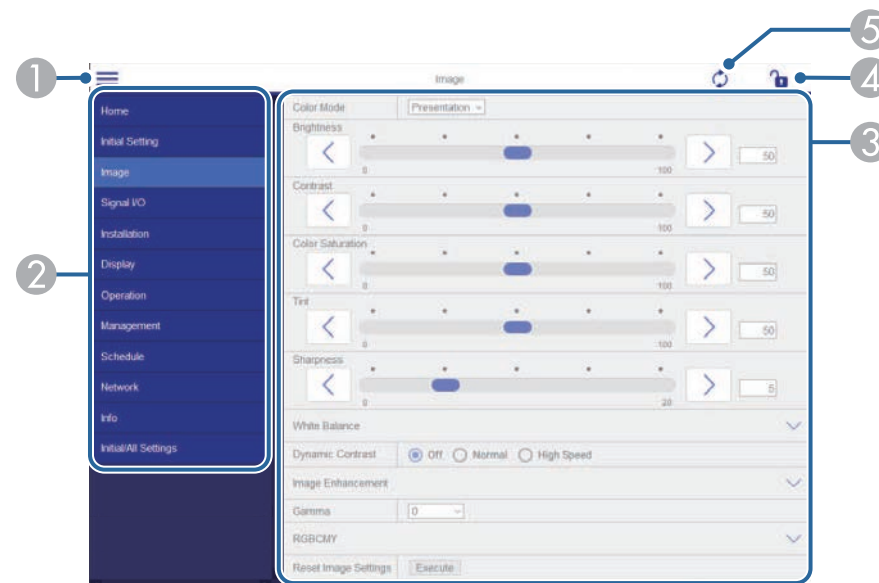 5
1
Image
4
Home
Color Mode
Presentation
3
Brightness
Initial Setting
0
100
50
Image
Contrast
Signal I/O
0
100
50
Installation
Color Saturation
2
Display
0
100
50
Operation
Tint
Management
0
100
50
Schedule
Sharpness
Network
0
20
5
Info
White Balance
Initial/All Settings
Dynamic Contrast
Off Normal High Speed
Image Enhancement
Gamma
0
RGBCMY
Reset Image Settings
Execute